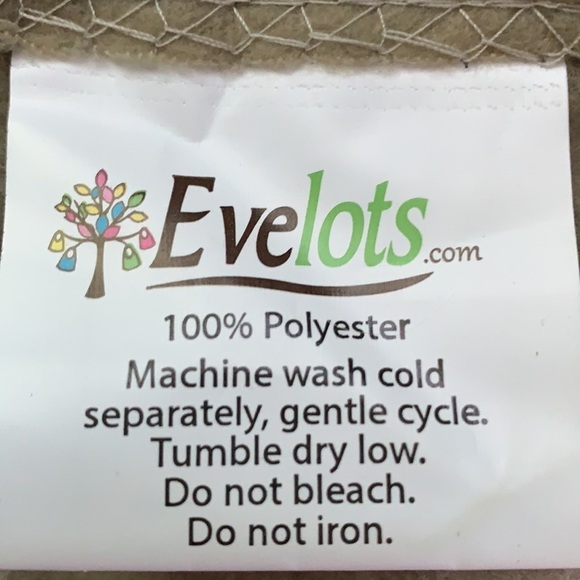 Evelots.com
100% Polyester
Machine wash cold
separately, gentle cycle.
Tumble dry low.
Do not bleach.
Do not iron.